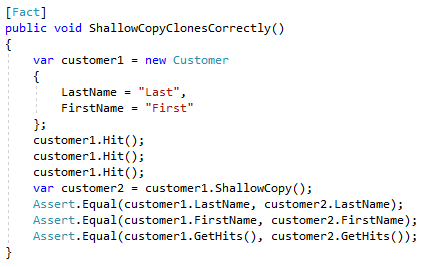 [Fact]
public void ShallowCopyClonesCorrectly()
{
    var customer1 = new Customer
    {
        LastName = "Last",
        FirstName = "First"
    };
    customer1.Hit();
    customer1.Hit();
    customer1.Hit();
    var customer2 = customer1.ShallowCopy();
    Assert.Equal(customer1.LastName, customer2.LastName);
    Assert.Equal(customer1.FirstName, customer2.FirstName);
    Assert.Equal(customer1.GetHits(), customer2.GetHits());
}